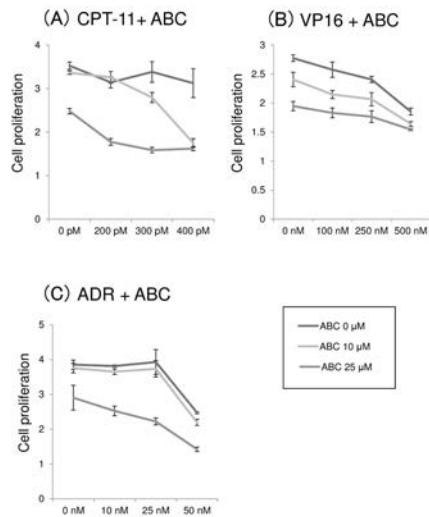 (A) CPT-11+ ABC
Cell proliferation
4
3
2
1
0
0 pM 200 pM 300 pM 400 pM
(B) VP16 + ABC
Cell proliferation
3
2.5
2
1.5
1
0.5
0
0 nM 100 nM 250 nM 500 nM
(C) ADR + ABC
Cell proliferation
5
4
3
2
1
0
0 nM 10 nM 25 nM 50 nM
ABC 0 μM
ABC 10 μM
ABC 25 μM